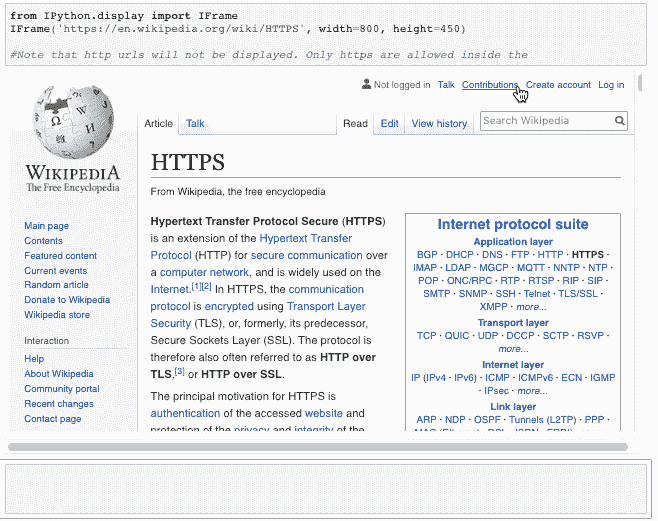 from IPython.display import IFrame
IFrame('https://en.wikipedia.org/wiki/HTTPS', width=800, height=450)
#Note that http urls will not be displayed. Only https are allowed inside the
Not logged in Talk Contributions Create account Log in
Article Talk Read Edit View history Search Wikipedia
WIKIPEDIA
The Free Encyclopedia
Main page
Contents
Featured content
Current events
Random article
Donate to Wikipedia
Wikipedia store
Interaction
Help
About Wikipedia
Community portal
Recent changes
Contact page
HTTPS
From Wikipedia, the free encyclopedia
Hypertext Transfer Protocol Secure (HTTPS)
is an extension of the Hypertext Transfer
Protocol (HTTP) for secure communication over
a computer network, and is widely used on the
Internet.[1][2] In HTTPS, the communication
protocol is encrypted using Transport Layer
Security (TLS), or, formerly, its predecessor,
Secure Sockets Layer (SSL). The protocol is
therefore also often referred to as HTTP over
TLS,[3] or HTTP over SSL.
The principal motivation for HTTPS is
authentication of the accessed website and
protection of the privacy and integrity of the
Internet protocol suite
Application layer
BGP · DHCP · DNS · FTP · HTTP · HTTPS ·
IMAP · LDAP · MGCP · MQTT · NNTP · NTP ·
POP · ONC/RPC · RTP · RTSP · RIP · SIP ·
SMTP · SNMP · SSH · Telnet · TLS/SSL ·
XMPP · more...
Transport layer
TCP · QUIC · UDP · DCCP · SCTP · RSVP ·
more...
Internet layer
IP (IPv4 · IPv6) · ICMP · ICMPv6 · ECN · IGMP
· IPsec · more...
Link layer
ARP · NDP · OSPF · Tunnels (L2TP) · PPP ·